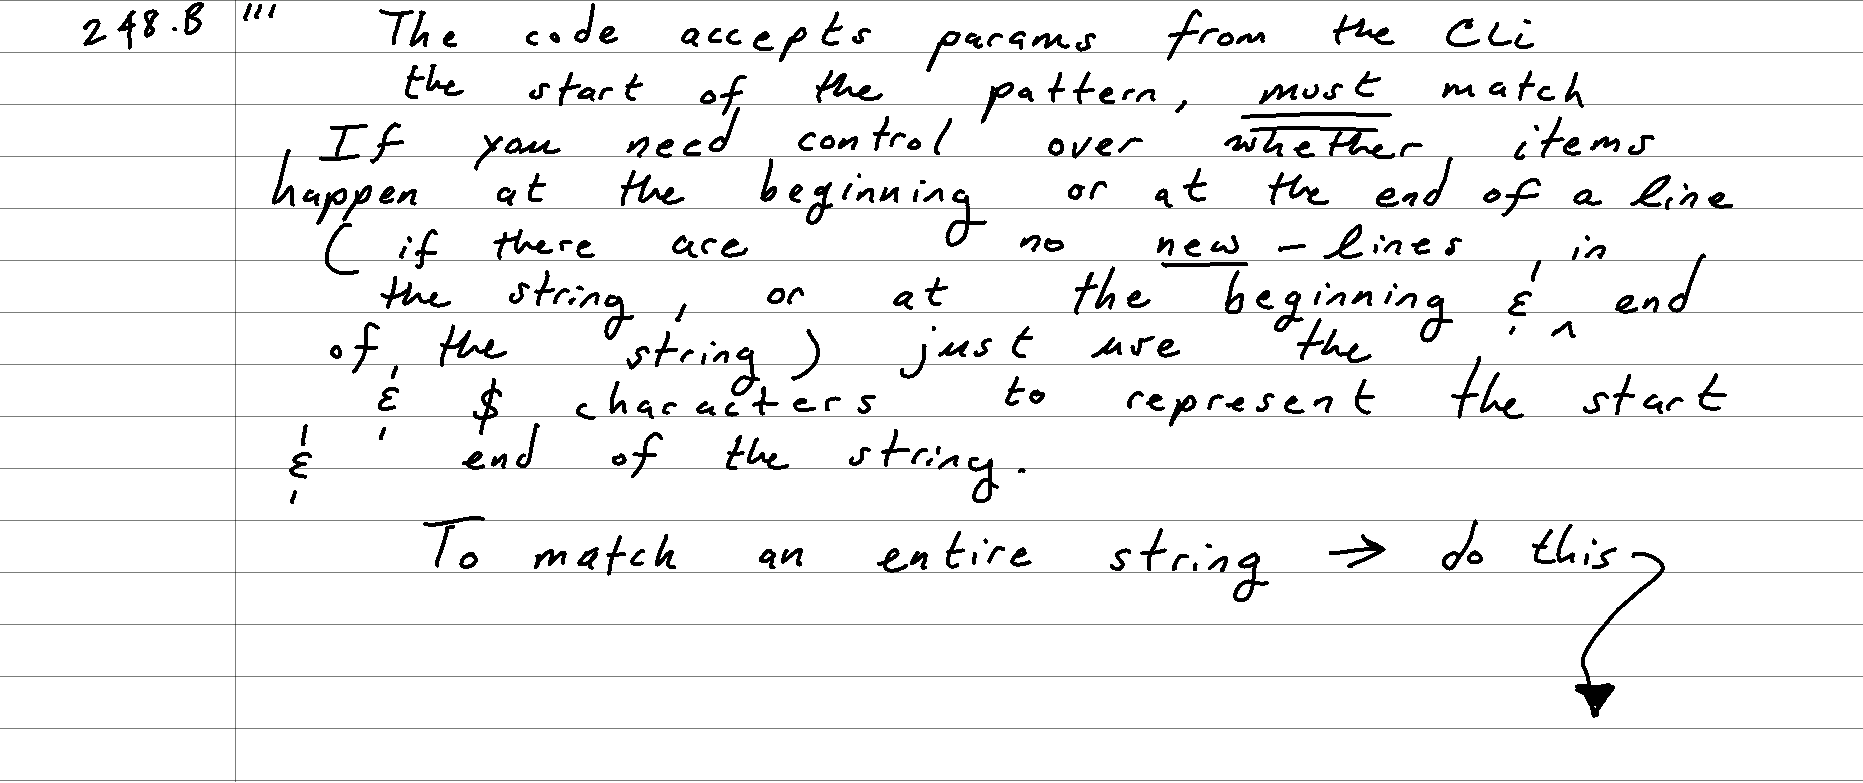 248.B ''' The code accepts params from the CLi
the start of the pattern, must match
If you need control over whether items
happen at the beginning or at the end of a line
( if there are no new - lines in
the string, or at the beginning & end
of the string ) just use the ^
& $ characters to represent the start
& end of the string.
To match an entire string → do this